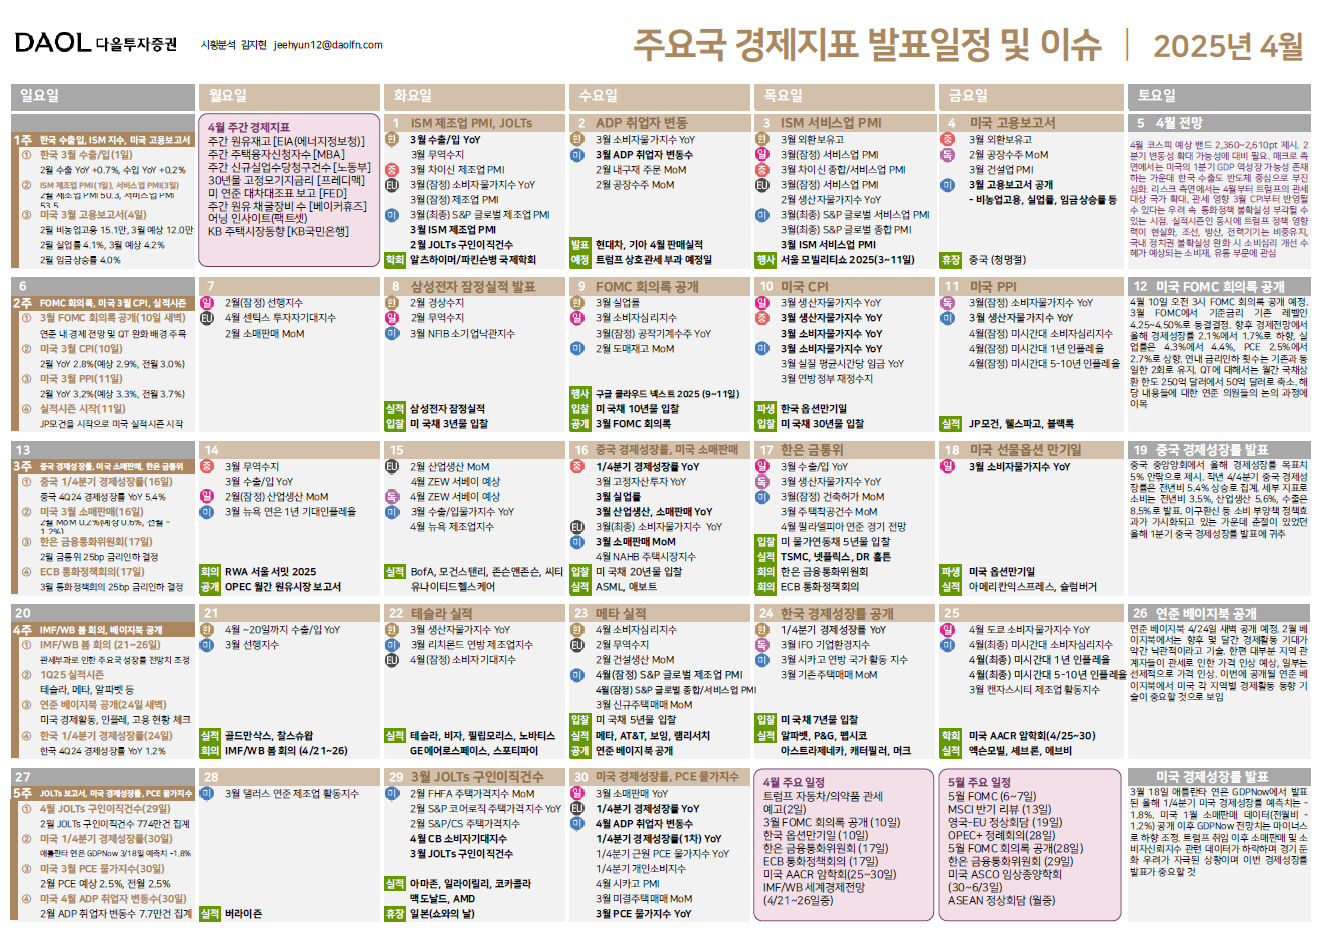 DAOL 다올투자증권
시황분석 김지현 jeehyun12@daolfn.com
주요국 경제지표 발표일정 및 이슈 | 2025년 4월
일요일
월요일
화요일
수요일
목요일
금요일
토요일
1주 한국 수출입, ISM 지수, 미국 고용보고서
① 한국 3월 수출/입(1일)
2월 수출 YoY +0.7%, 수입 YoY +0.2%
② ISM 제조업 PMI(1일), 서비스업 PMI(3일)
2월 제조업 PMI 50.3, 서비스업 PMI
53.5
③ 미국 3월 고용보고서(4일)
2월 비농업고용 15.1만, 3월 예상 12.0만
2월 실업률 4.1%, 3월 예상 4.2%
2월 임금상승률 4.0%
4월 주간 경제지표
주간 원유재고 [EIA(에너지정보청)]
주간 주택융자신청자수 [MBA]
주간 신규실업수당청구건수 [노동부]
30년물 고정모기지금리 [프레디맥]
미 연준 대차대조표 보고 [FED]
주간 원유 채굴장비 수 [베이커휴즈]
어닝 인사이트(팩트셋)
KB 주택시장동향 [KB국민은행]
1 ISM 제조업 PMI, JOLTs
한 3월 수출/입 YoY
3월 무역수지
중 3월 차이신 제조업 PMI
EU 3월(잠정) 소비자물가지수 YoY
3월(잠정) 제조업 PMI
미 3월(최종) S&P 글로벌 제조업 PMI
3월 ISM 제조업 PMI
2월 JOLTs 구인이직건수
학회 알츠하이머/파킨슨병 국제학회
2 ADP 취업자 변동
한 3월 소비자물가지수 YoY
미 3월 ADP 취업자 변동수
2월 내구재 주문 MoM
2월 공장수주 MoM
발표 현대차, 기아 4월 판매실적
예정 트럼프 상호관세 부과 예정일
3 ISM 서비스업 PMI
한 3월 외환보유고
일 3월(잠정) 서비스업 PMI
중 3월 차이신 종합/서비스업 PMI
EU 3월(잠정) 서비스업 PMI
2월 생산자물가지수 YoY
미 3월(최종) S&P 글로벌 서비스업 PMI
3월(최종) S&P 글로벌 종합 PMI
3월 ISM 서비스업 PMI
행사 서울 모빌리티쇼 2025(3~11일)
4 미국 고용보고서
중 3월 외환보유고
독 2월 공장수주 MoM
3월 건설업 PMI
미 3월 고용보고서 공개
- 비농업고용, 실업률, 임금상승률 등
휴장 중국 (청명절)
5 4월 전망
4월 코스피 예상 밴드 2,360~2,610pt 제시. 2
분기 변동성 확대 가능성에 대비 필요. 매크로 측
면에서는 미국의 1분기 GDP 역성장 가능성 존재
하는 가운데 한국 수출도 반도체 중심으로 부진
심화. 리스크 측면에서는 4월부터 트럼프의 관세
대상 국가 확대, 관세 영향 3월 CPI부터 반영될
수 있다는 우려 속 통화정책 불확실성 부각될 수
있는 시점. 실적시즌인 동시에 트럼프 정책 영향
력이 현실화, 조선, 방산, 전력기기는 비중유지,
국내 정치권 불확실성 완화 시 소비심리 개선 수
혜가 예상되는 소비재, 유통 부문에 관심
6
2주 FOMC 회의록, 미국 3월 CPI, 실적시즌
① 3월 FOMC 회의록 공개(10일 새벽)
연준 내 경제 전망 및 QT 완화 배경 주목
② 미국 3월 CPI(10일)
2월 YoY 2.8%(예상 2.9%, 전월 3.0%)
③ 미국 3월 PPI(11일)
2월 YoY 3.2%(예상 3.3%, 전월 3.7%)
④ 실적시즌 시작(11일)
JP모건을 시작으로 미국 실적시즌 시작
7
일 2월(잠정) 선행지수
EU 4월 센틱스 투자자기대지수
2월 소매판매 MoM
8 삼성전자 잠정실적 발표
한 2월 경상수지
일 2월 무역수지
미 3월 NFIB 소기업낙관지수
실적 삼성전자 잠정실적
입찰 미국채 3년물 입찰
9 FOMC 회의록 공개
한 3월 실업률
일 3월 소비자심리지수
3월(잠정) 공작기계수주 YoY
미 2월 도매재고 MoM
행사 구글 클라우드 넥스트 2025 (9~11일)
입찰 미국채 10년물 입찰
공개 3월 FOMC 회의록
10 미국 CPI
일 3월 생산자물가지수 YoY
중 3월 생산자물가지수 YoY
3월 소비자물가지수 YoY
미 3월 소비자물가지수 YoY
3월 실질 평균시간당 임금 YoY
3월 연방정부 재정수지
파생 한국 옵션만기일
입찰 미국채 30년물 입찰
11 미국 PPI
독 3월(잠정) 소비자물가지수 YoY
미 3월 생산자물가지수 YoY
4월(잠정) 미시간대 소비자심리지수
4월(잠정) 미시간대 1년 인플레율
4월(잠정) 미시간대 5-10년 인플레율
실적 JP모건, 웰스파고, 블랙록
12 미국 FOMC 회의록 공개
4월 10일 오전 3시 FOMC 회의록 공개 예정.
3월 FOMC에서 기준금리 기존 레벨
4.25~4.50%로 동결결정. 향후 경제전망에서
올해 경제성장률 2.1%에서 1.7%로 하향, 실
업률은 4.3%에서 4.4%, PCE 2.5%에서
2.7%로 상향. 연내 금리인하 횟수는 기존과 동
일한 2회로 유지. QT에 대해서는 월간 국채상
환 한도 250억 달러에서 50억 달러로 축소, 해
당 내용들에 대한 연준 의원들의 논의 과정에
이목
13
3주 중국 경제성장률, 미국 소매판매, 한은 금통위
① 중국 1/4분기 경제성장률(16일)
중국 4Q24 경제성장률 YoY 5.4%
② 미국 3월 소매판매(16일)
2월 MoM 0.2%(예상 0.6%, 전월 -
1.2%)
③ 한은 금융통화위원회(17일)
2월 금통위 25bp 금리인하 결정
④ ECB 통화정책회의(17일)
3월 통화정책회의 25bp 금리인하 결정
14
중 3월 무역수지
3월 수출/입 YoY
일 2월(잠정) 산업생산 MoM
미 3월 뉴욕 연은 1년 기대인플레율
회의 RWA 서울 서밋 2025
공개 OPEC 월간 원유시장 보고서
15
EU 2월 산업생산 MoM
4월 ZEW 서베이 예상
독 4월 ZEW 서베이 예상
미 3월 수출/입물가지수 YoY
4월 뉴욕 제조업지수
실적 BofA, 모건스탠리, 존슨앤존슨, 씨티
유나이티드헬스케어
16 중국 경제성장률, 미국 소매판매
중 1/4분기 경제성장률 YoY
3월 고정자산 투자 YoY
3월 실업률
3월 산업생산, 소매판매 YoY
EU 3월(최종) 소비자물가지수 YoY
미 3월 소매판매 MoM
4월 NAHB 주택시장지수
입찰 미국채 20년물 입찰
실적 ASML, 애보트
17 한은 금통위
일 3월 수출/입 YoY
독 3월 생산자물가지수 YoY
미 3월(잠정) 건축허가 MoM
3월 주택착공건수 MoM
4월 필라델피아 연준 경기 전망
입찰 미 물가연동채 5년물 입찰
실적 TSMC, 넷플릭스, DR 홀튼
회의 한은 금융통화위원회
회의 ECB 통화정책회의
18 미국 선물옵션 만기일
일 3월 소비자물가지수 YoY
파생 미국 옵션만기일
실적 아메리칸익스프레스, 슐럼버거
19 중국 경제성장률 발표
중국 중앙양회에서 올해 경제성장률 목표치
5% 안팎으로 제시. 작년 4/4분기 중국 경제성
장률은 전년비 5.4% 상승로 집계. 세부 지표로
소비는 전년비 3.5%, 산업생산 5.6%, 수출은
8.5%로 발표. 이구환신 등 소비 부양책 정책효
과가 가시화되고 있는 가운데 춘절이 있었던
올해 1분기 중국 경제성장률 발표에 귀추
20
4주 IMF/WB 봄 회의, 베이지북 공개
① IMF/WB 봄 회의(21~26일)
관세부과로 인한 주요국 성장률 전망치 조정
② 1Q25 실적시즌
테슬라, 메타, 알파벳 등
③ 연준 베이지북 공개(24일 새벽)
미국 경제활동, 인플레, 고용 현황 체크
④ 한국 1/4분기 경제성장률(24일)
한국 4Q24 경제성장률 YoY 1.2%
21
한 4월 ~20일까지 수출/입 YoY
미 3월 선행지수
실적 골드만삭스, 찰스슈왑
회의 IMF/WB 봄 회의 (4/21~26)
22 테슬라 실적
한 3월 생산자물가지수 YoY
미 3월 리치몬드 연방 제조업지수
EU 4월(잠정) 소비자기대지수
실적 테슬라, 비자, 필립모리스, 노바티스
GE에어로스페이스, 스포티파이
23 메타 실적
한 4월 소비자심리지수
EU 2월 무역수지
2월 건설생산 MoM
미 4월(잠정) S&P 글로벌 제조업 PMI
4월(잠정) S&P 글로벌 종합/서비스업 PMI
3월 신규주택매매 MoM
입찰 미국채 5년물 입찰
실적 메타, AT&T, 보잉, 램리서치
공개 연준 베이지북 공개
24 한국 경제성장률 공개
한 1/4분기 경제성장률 YoY
독 3월 IFO 기업환경지수
미 3월 시카고 연방 국가 활동 지수
3월 기존주택매매 MoM
입찰 미국채 7년물 입찰
실적 알파벳, P&G, 펩시코
아스트라제네카, 캐터필러, 머크
25
일 4월 도쿄 소비자물가지수 YoY
미 4월(최종) 미시간대 소비자심리지수
4월(최종) 미시간대 1년 인플레율
4월(최종) 미시간대 5-10년 인플레율
3월 캔자스시티 제조업 활동지수
학회 미국 AACR 암학회(4/25~30)
실적 엑슨모빌, 셰브론, 애브비
26 연준 베이지북 공개
연준 베이지북 4/24일 새벽 공개 예정. 2월 베
이지북에서는 향후 몇 달간 경제활동 기대가
약간 낙관적이라고 기술. 한편 대부분 지역 관
계자들이 관세로 인한 가격 인상 예상, 일부는
선제적으로 가격 인상. 이번에 공개될 연준 베
이지북에서 미국 각 지역별 경제활동 동향 기
술이 중요할 것으로 보임
27
5주 JOLTs 보고서, 미국 경제성장률, PCE 물가지수
① 4월 JOLTs 구인이직건수(29일)
2월 JOLTs 구인이직건수 774만건 집계
② 미국 1/4분기 경제성장률(30일)
애틀란타 연은 GDPNow 3/18일 예측치 -1.8%
③ 미국 3월 PCE 물가지수(30일)
2월 PCE 예상 2.5%, 전월 2.5%
④ 미국 4월 ADP 취업자 변동수(30일)
2월 ADP 취업자 변동수 7.7만건 집계
28
미 3월 댈러스 연준 제조업 활동지수
실적 버라이즌
29 3월 JOLTs 구인이직건수
미 2월 FHFA 주택가격지수 MoM
2월 S&P 코어로직 주택가격지수 YoY
2월 S&P/CS 주택가격지수
4월 CB 소비자기대지수
3월 JOLTs 구인이직건수
실적 아마존, 일라이릴리, 코카콜라
맥도날드, AMD
휴장 일본(쇼와의 날)
30 미국 경제성장률, PCE 물가지수
일 3월 소매판매 YoY
EU 1/4분기 경제성장률 YoY
미 4월 ADP 취업자 변동수
1/4분기 경제성장률(1차) YoY
1/4분기 근원 PCE 물가지수 YoY
1/4분기 개인소비지수
4월 시카고 PMI
3월 미결주택매매 MoM
3월 PCE 물가지수 YoY
4월 주요 일정
트럼프 자동차/의약품 관세
예고(2일)
3월 FOMC 회의록 공개 (10일)
한국 옵션만기일 (10일)
한은 금융통화위원회 (17일)
ECB 통화정책회의 (17일)
미국 AACR 암학회(25~30일)
IMF/WB 세계경제전망
(4/21~26일중)
5월 주요 일정
5월 FOMC (6~7일)
MSCI 반기 리뷰 (13일)
영국-EU 정상회담 (19일)
OPEC+ 정례회의(28일)
5월 FOMC 회의록 공개(28일)
한은 금융통화위원회 (29일)
미국 ASCO 임상종양학회
(30~6/3일)
ASEAN 정상회담 (월중)
미국 경제성장률 발표
3월 18일 애틀란타 연은 GDPNow에서 발표
된 올해 1/4분기 미국 경제성장률 예측치는 -
1.8%. 미국 1월 소매판매 데이터(전월비 -
1.2%) 공개 이후 GDPNow 전망치는 마이너스
로 하향 조정. 트럼프 취임 이후 소매판매 및 소
비자신뢰지수 관련 데이터가 하락하며 경기 둔
화 우려가 자극된 상황이며 이번 경제성장률
발표가 중요할 것